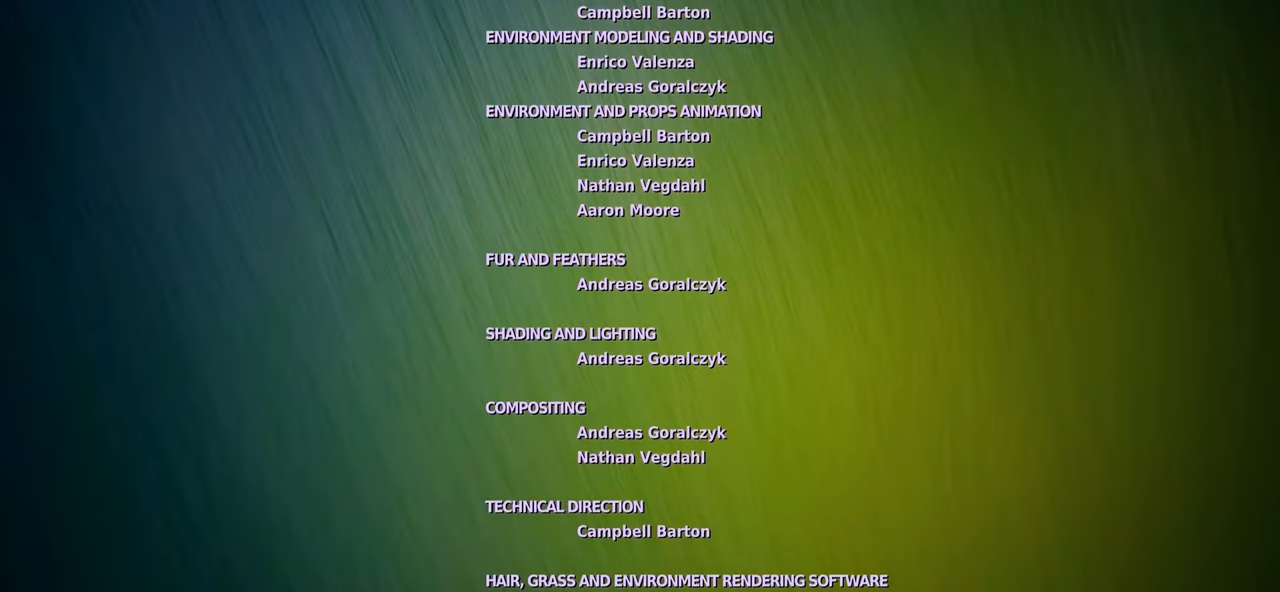 Campbell Barton
ENVIRONMENT MODELING AND SHADING
Enrico Valenza
Andreas Goralczyk
ENVIRONMENT AND PROPS ANIMATION
Campbell Barton
Enrico Valenza
Nathan Vegdahl
Aaron Moore
FUR AND FEATHERS
Andreas Goralczyk
SHADING AND LIGHTING
Andreas Goralczyk
COMPOSITING
Andreas Goralczyk
Nathan Vegdahl
TECHNICAL DIRECTION
Campbell Barton
HAIR, GRASS AND ENVIRONMENT RENDERING SOFTWARE